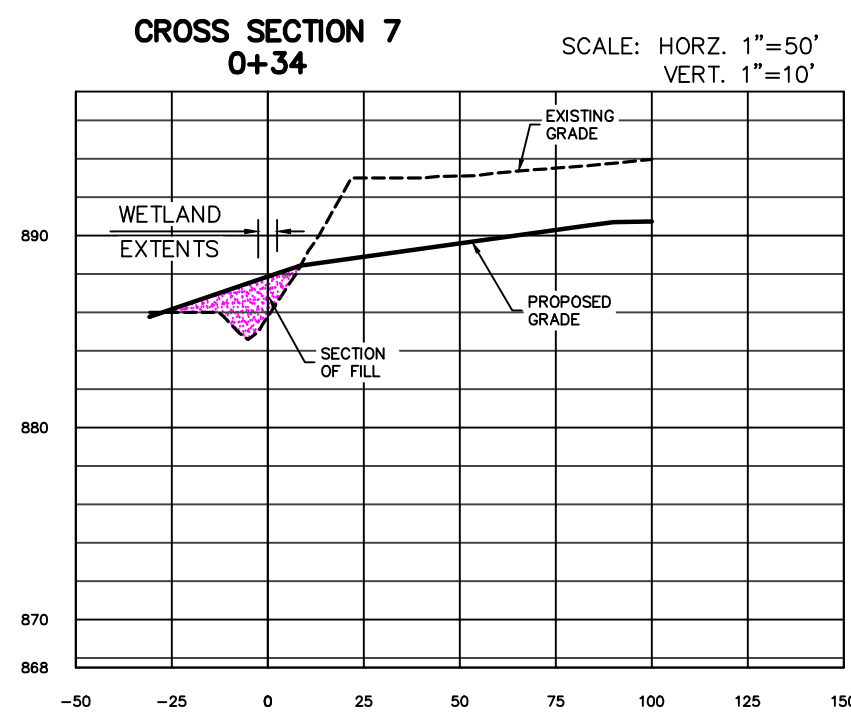 CROSS SECTION 7
0+34
SCALE: HORZ. 1"=50'
VERT. 1"=10'
EXISTING
GRADE
WETLAND
EXTENTS
890
PROPOSED
GRADE
SECTION
OF FILL
880
870
868
-50 -25 0 25 50 75 100 125 150